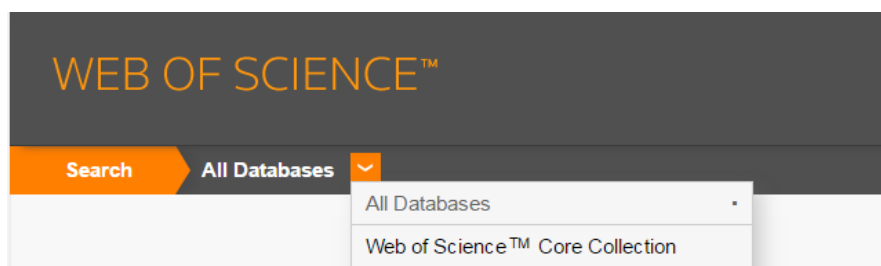 WEB OF SCIENCE™
Search All Databases
All Databases
Web of Science™ Core Collection